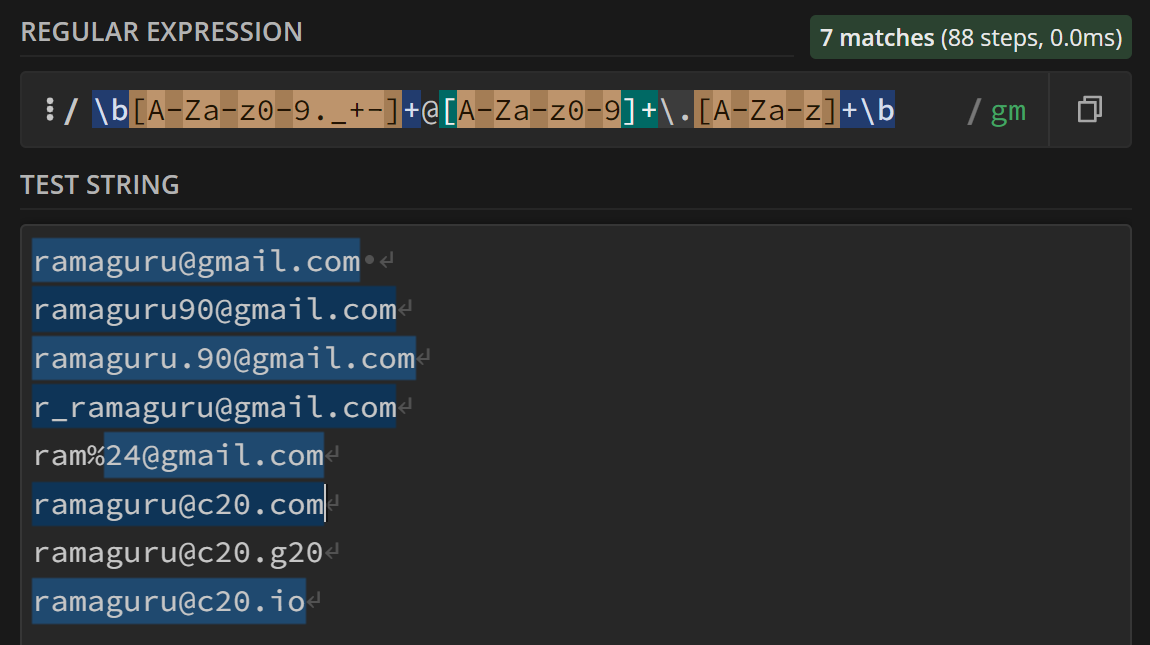 REGULAR EXPRESSION
7 matches (88 steps, 0.0ms)
/ \b[A-Za-z0-9._+-]+@[A-Za-z0-9]+\.[A-Za-z]+\b / gm
TEST STRING
ramaguru@gmail.com•↵
ramaguru90@gmail.com↵
ramaguru.90@gmail.com↵
r_ramaguru@gmail.com↵
ram%24@gmail.com↵
ramaguru@c20.com↵
ramaguru@c20.g20↵
ramaguru@c20.io↵